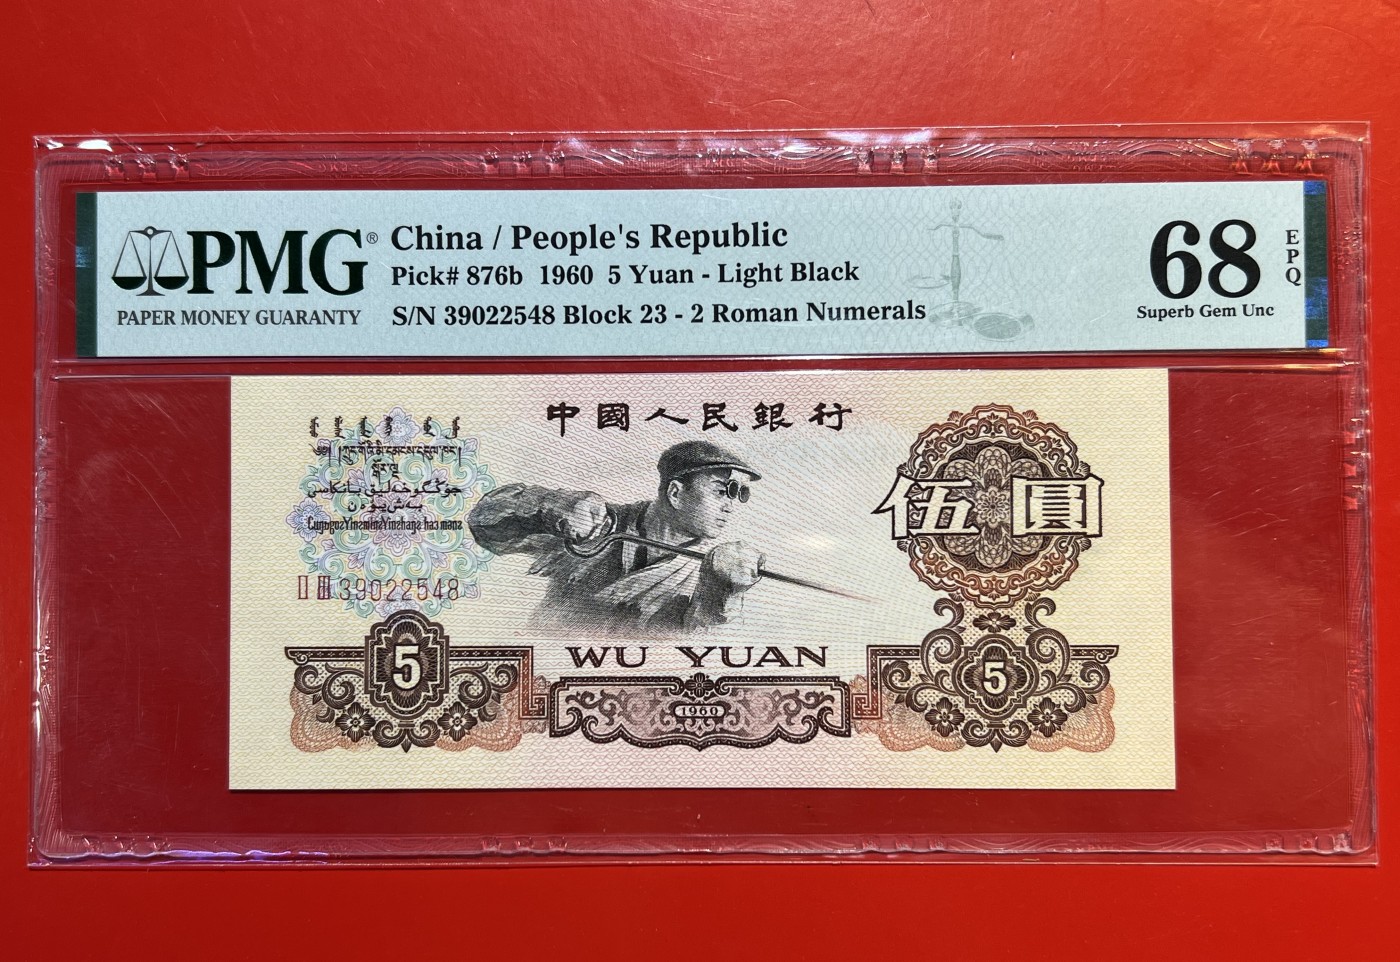 PMG®
PAPER MONEY GUARANTY
China / People's Republic
Pick# 876b 1960 5 Yuan - Light Black
S/N 39022548 Block 23 - 2 Roman Numerals
68
EPQ
Superb Gem Unc
中國人民銀行
伍圓
ⅡⅢ39022548
5
WU YUAN
1960
5